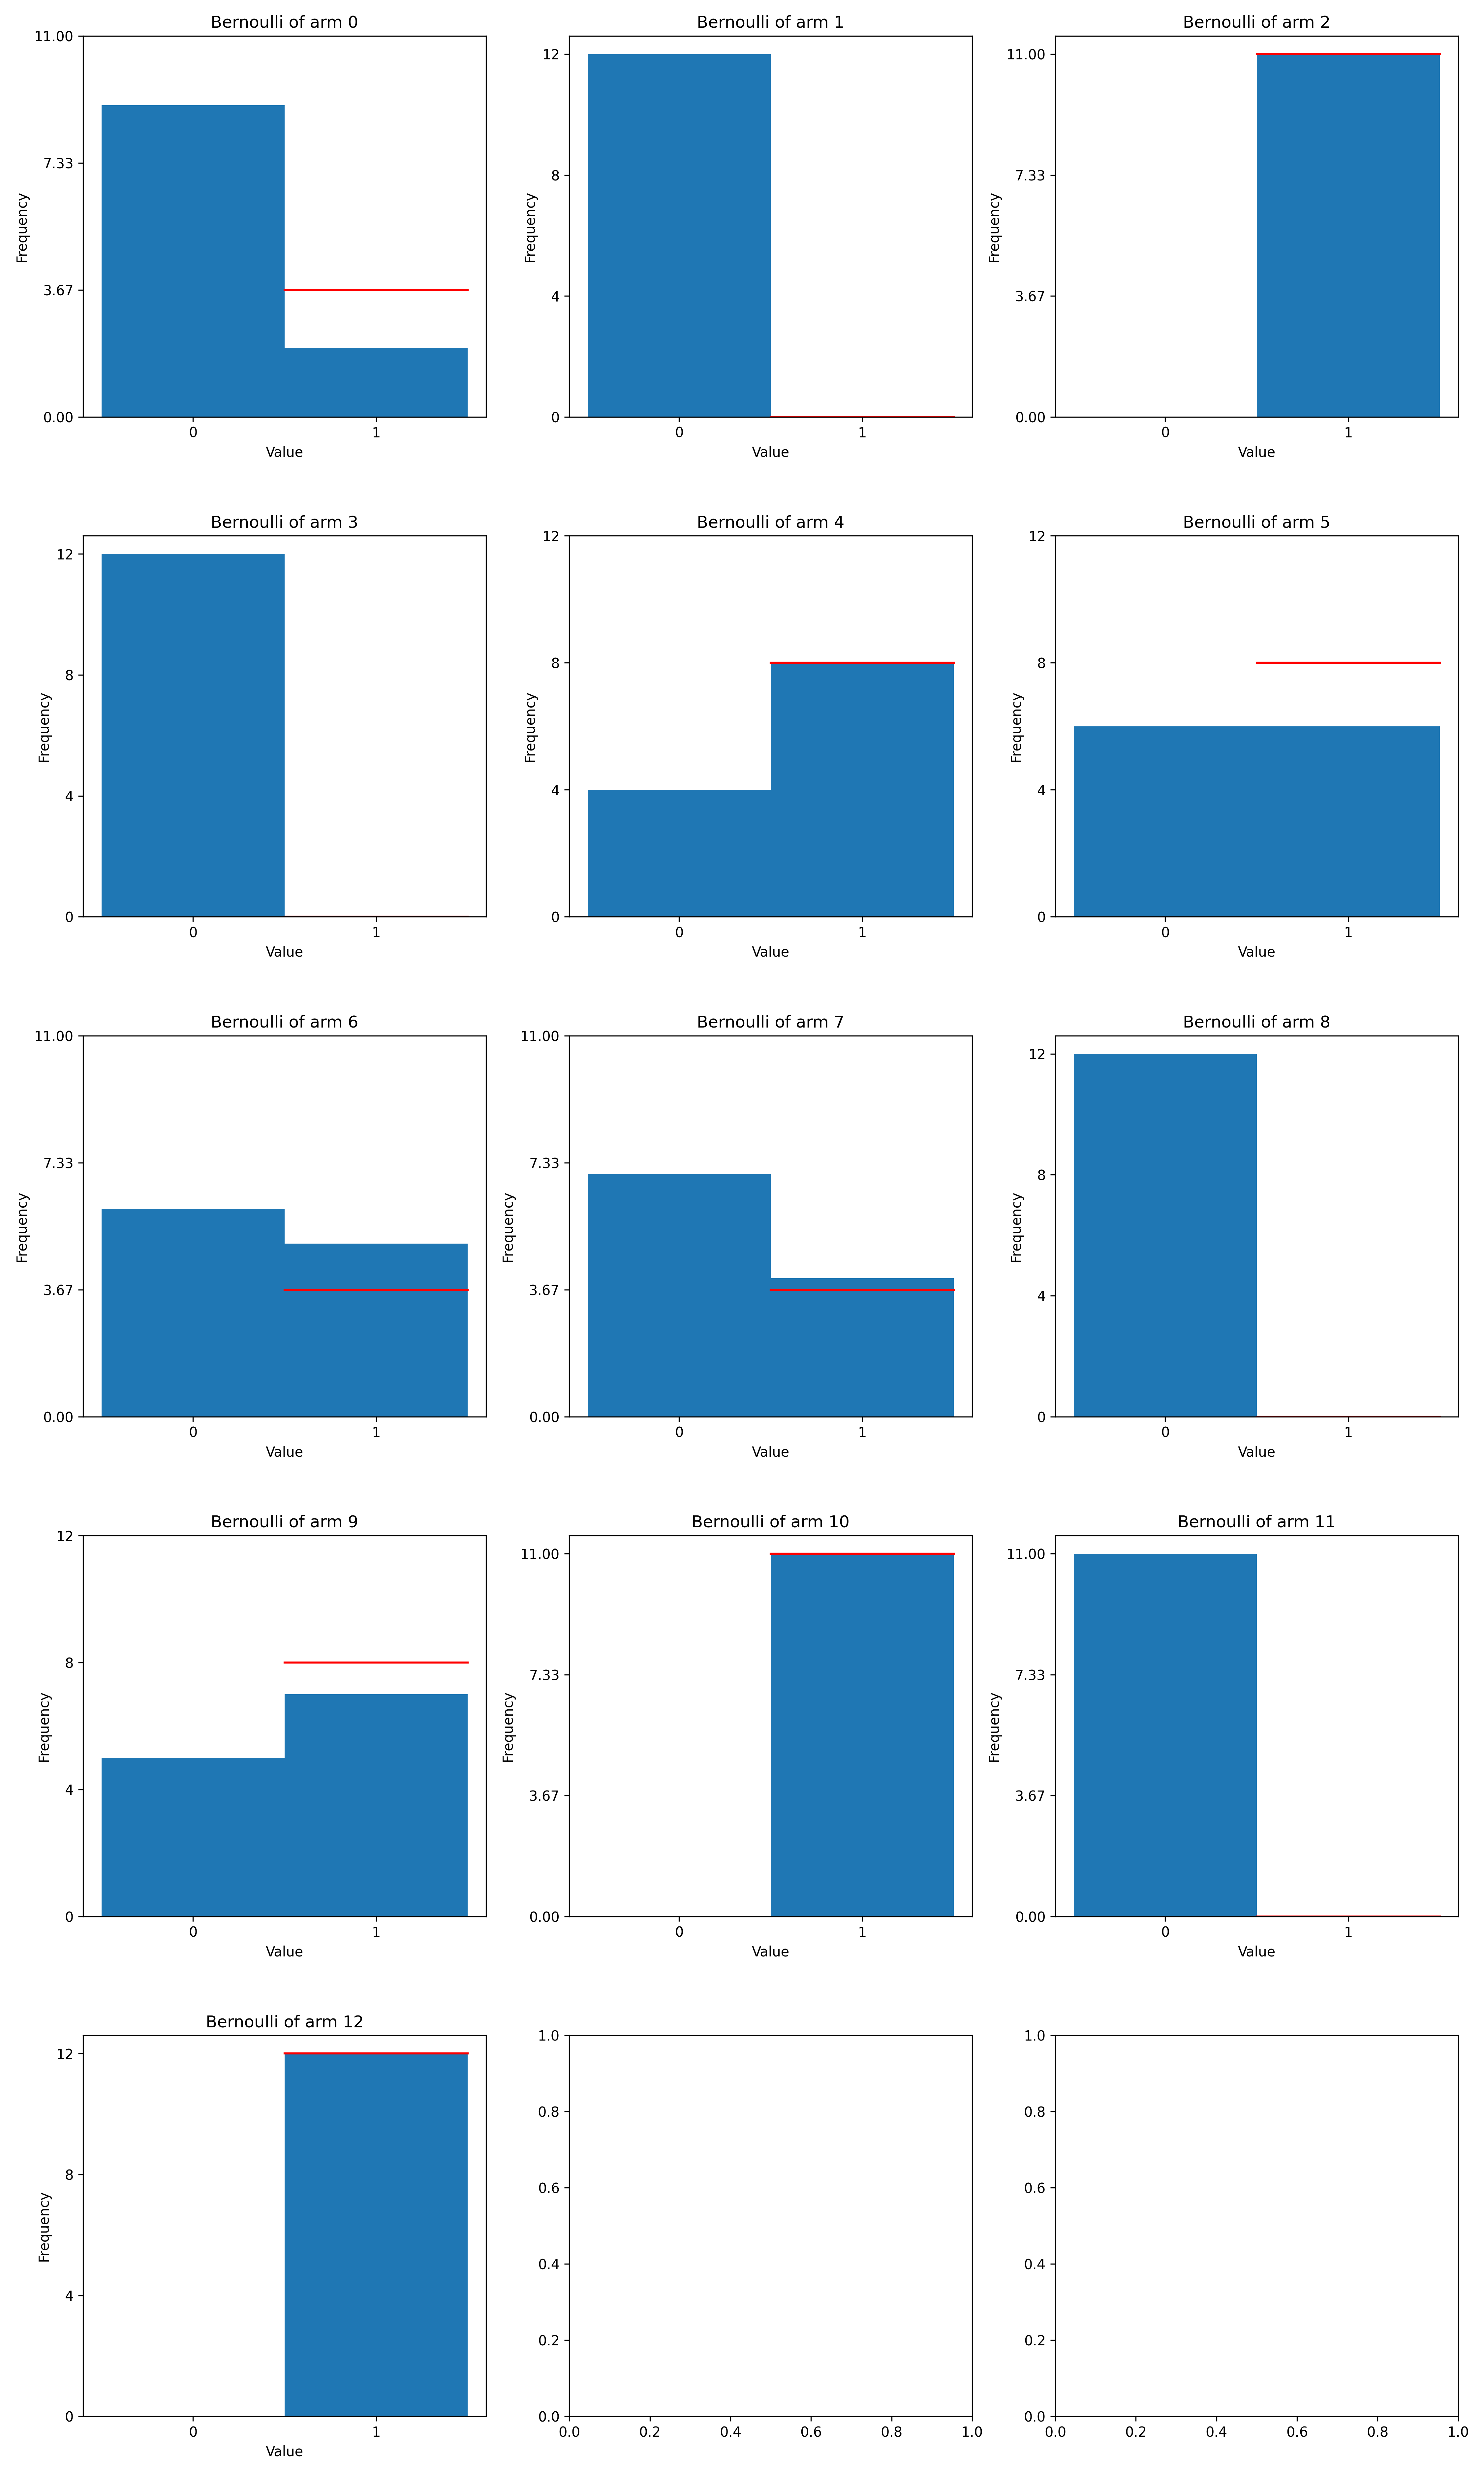 Bernoulli of arm 0
Bernoulli of arm 1
Bernoulli of arm 2
11.00
7.33
3.67
0.00
Frequency
0 1
Value
12
8
4
0
Frequency
0 1
Value
11.00
7.33
3.67
0.00
Frequency
0 1
Value
Bernoulli of arm 3
Bernoulli of arm 4
Bernoulli of arm 5
12
8
4
0
Frequency
0 1
Value
12
8
4
0
Frequency
0 1
Value
12
8
4
0
Frequency
0 1
Value
Bernoulli of arm 6
Bernoulli of arm 7
Bernoulli of arm 8
11.00
7.33
3.67
0.00
Frequency
0 1
Value
11.00
7.33
3.67
0.00
Frequency
0 1
Value
12
8
4
0
Frequency
0 1
Value
Bernoulli of arm 9
Bernoulli of arm 10
Bernoulli of arm 11
12
8
4
0
Frequency
0 1
Value
11.00
7.33
3.67
0.00
Frequency
0 1
Value
11.00
7.33
3.67
0.00
Frequency
0 1
Value
Bernoulli of arm 12
12
8
4
0
Frequency
0 1
Value
1.0
0.8
0.6
0.4
0.2
0.0
0.0 0.2 0.4 0.6 0.8 1.0
1.0
0.8
0.6
0.4
0.2
0.0
0.0 0.2 0.4 0.6 0.8 1.0